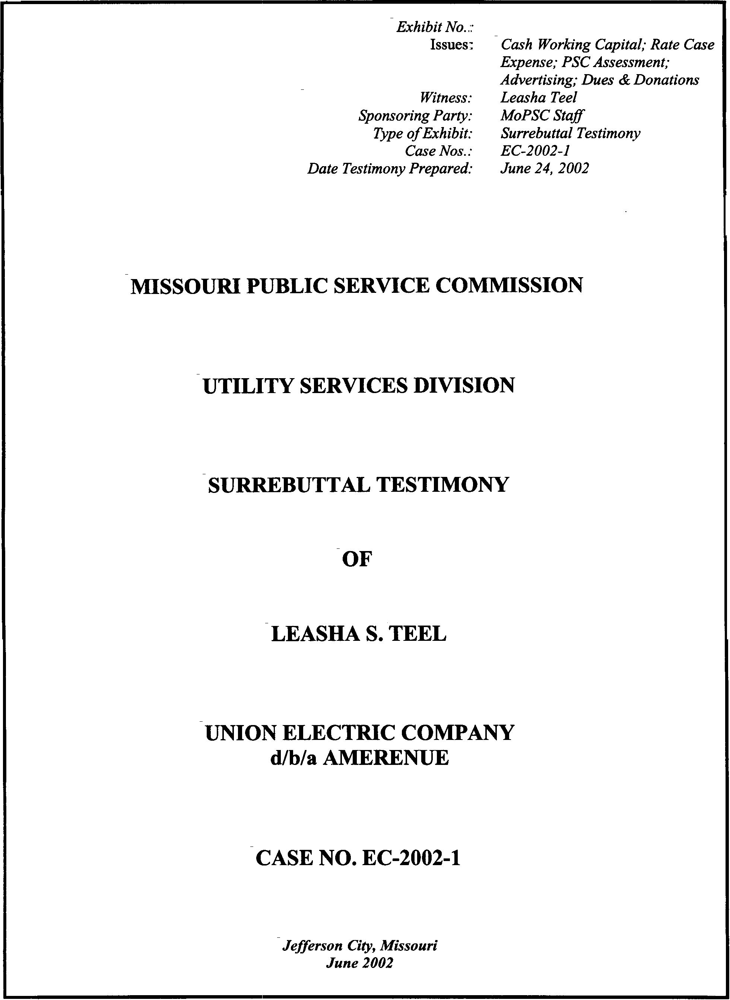 Exhibit No.:
Issues: Cash Working Capital; Rate Case
Expense; PSC Assessment;
Advertising; Dues & Donations
Witness: Leasha Teel
Sponsoring Party: MoPSC Staff
Type of Exhibit: Surrebuttal Testimony
Case Nos.: EC-2002-1
Date Testimony Prepared: June 24, 2002
MISSOURI PUBLIC SERVICE COMMISSION
UTILITY SERVICES DIVISION
SURREBUTTAL TESTIMONY
OF
LEASHA S. TEEL
UNION ELECTRIC COMPANY
d/b/a AMERENUE
CASE NO. EC-2002-1
Jefferson City, Missouri
June 2002